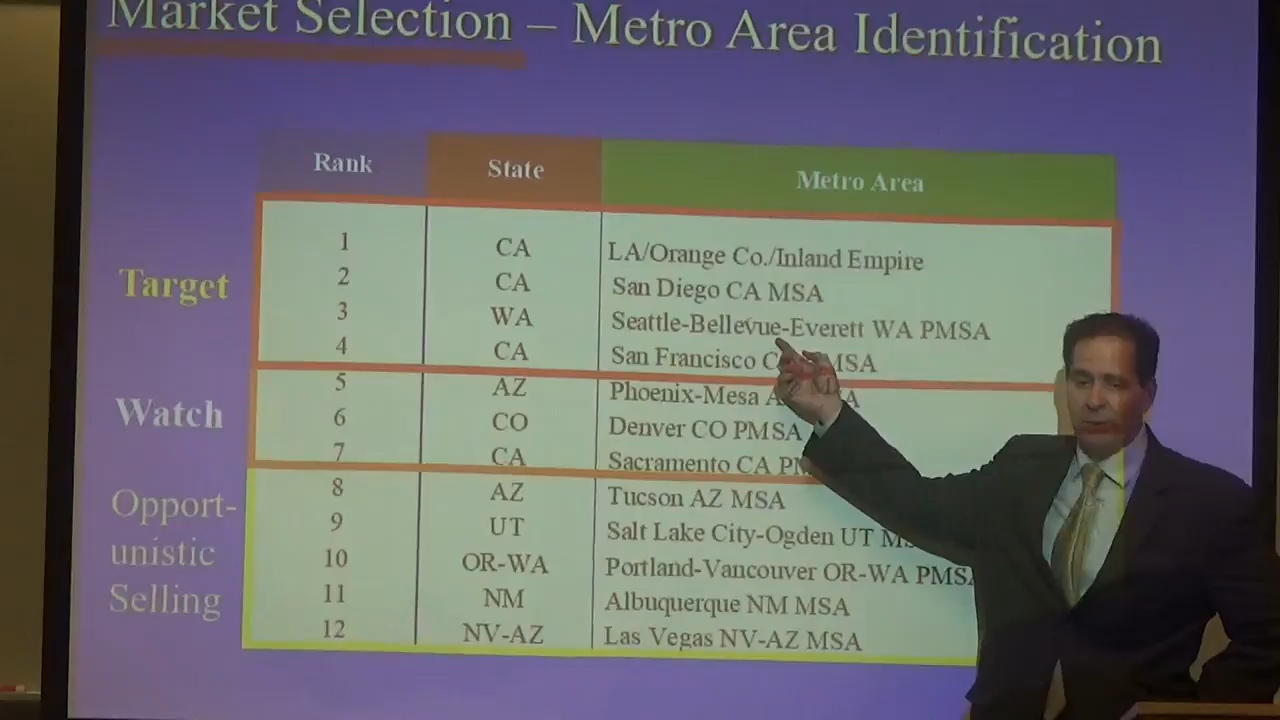 Market Selection – Metro Area Identification
Rank State Metro Area
Target
1 CA LA/Orange Co./Inland Empire
2 CA San Diego CA MSA
3 WA Seattle-Bellevue-Everett WA PMSA
4 CA San Francisco MSA
Watch
5 AZ Phoenix-Mesa
6 CO Denver CO PMSA
7 CA Sacramento CA
Opport-
unistic
Selling
8 AZ Tucson AZ MSA
9 UT Salt Lake City-Ogden UT
10 OR-WA Portland-Vancouver OR-WA PMSA
11 NM Albuquerque NM MSA
12 NV-AZ Las Vegas NV-AZ MSA